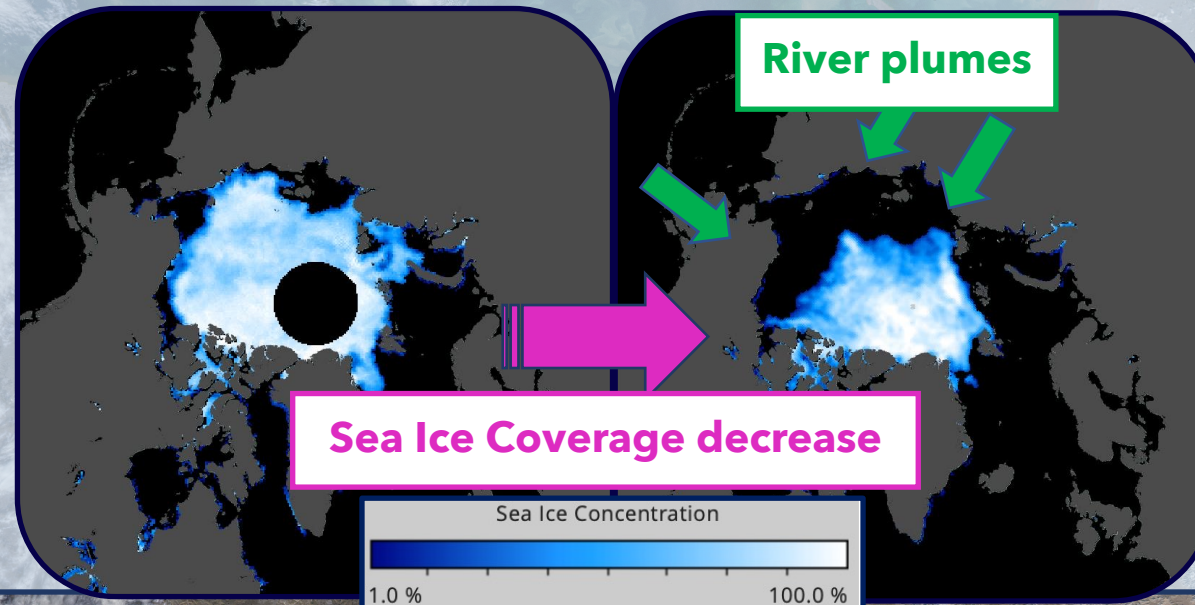 River plumes
Sea Ice Coverage decrease
Sea Ice Concentration
1.0 %
100.0 %